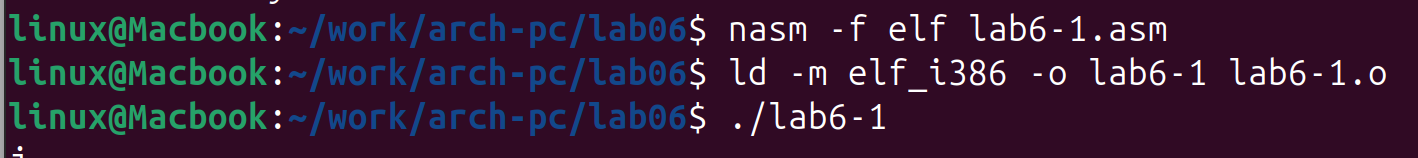 linux@Macbook:~/work/arch-pc/lab06$ nasm -f elf lab6-1.asm
linux@Macbook:~/work/arch-pc/lab06$ ld -m elf_i386 -o lab6-1 lab6-1.o
linux@Macbook:~/work/arch-pc/lab06$ ./lab6-1